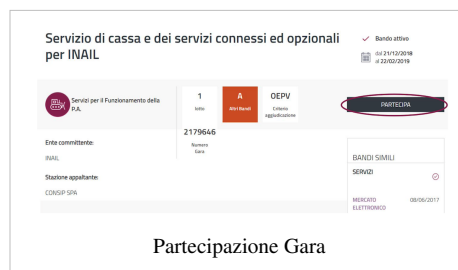 Servizio di cassa e dei servizi connessi ed opzionali
per INAIL
Bando attivo
dal 21/12/2018
al 22/02/2019
Servizi per il Funzionamento della
P.A.
1
lotto
A
Altri Bandi
OEPV
Criterio
aggiudicazione
PARTECIPA
2179646
Numero
Gara
Ente committente:
INAIL
Stazione appaltante:
CONSIP SPA
BANDI SIMILI
SERVIZI
MERCATO
ELETTRONICO
08/06/2017
Partecipazione Gara